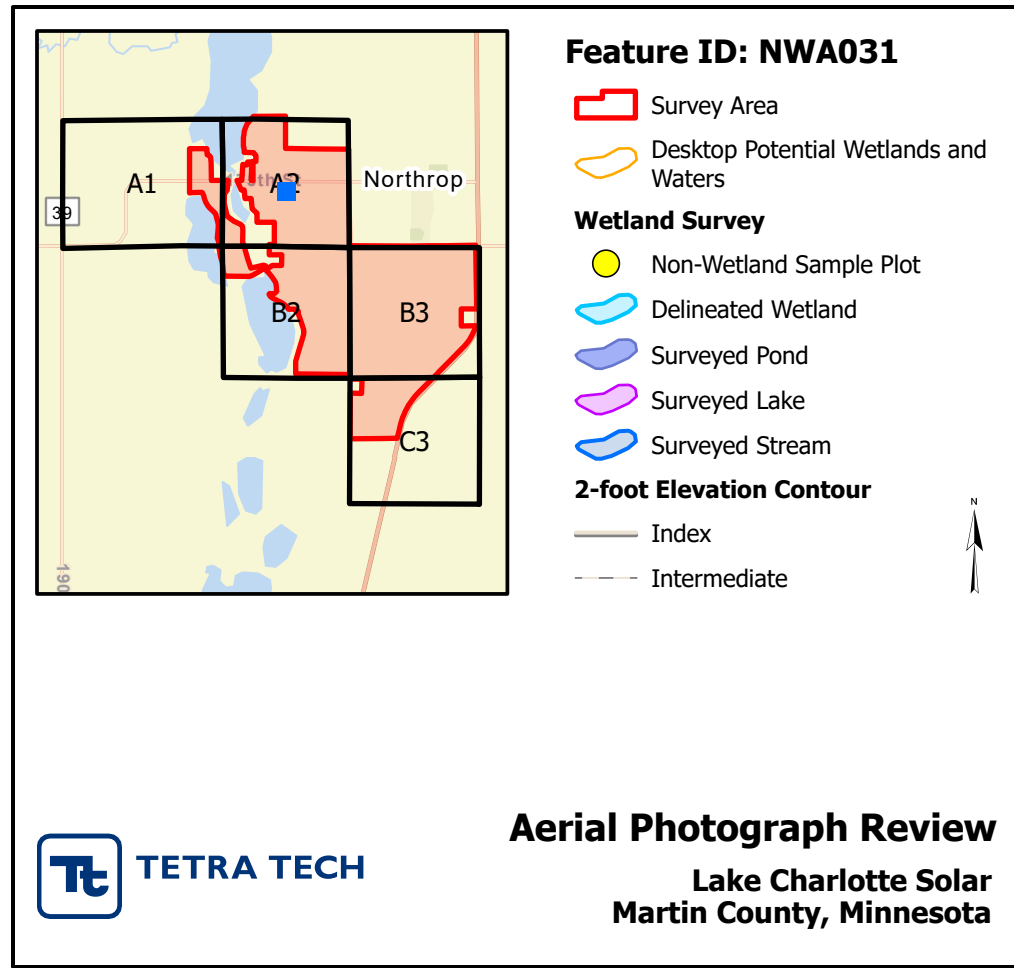 Feature ID: NWA031
Survey Area
Desktop Potential Wetlands and
Waters
Wetland Survey
Non-Wetland Sample Plot
Delineated Wetland
Surveyed Pond
Surveyed Lake
Surveyed Stream
2-foot Elevation Contour
Index
Intermediate
N
A1
A2
Northrop
39
B2
B3
C3
190
TETRA TECH
Aerial Photograph Review
Lake Charlotte Solar
Martin County, Minnesota